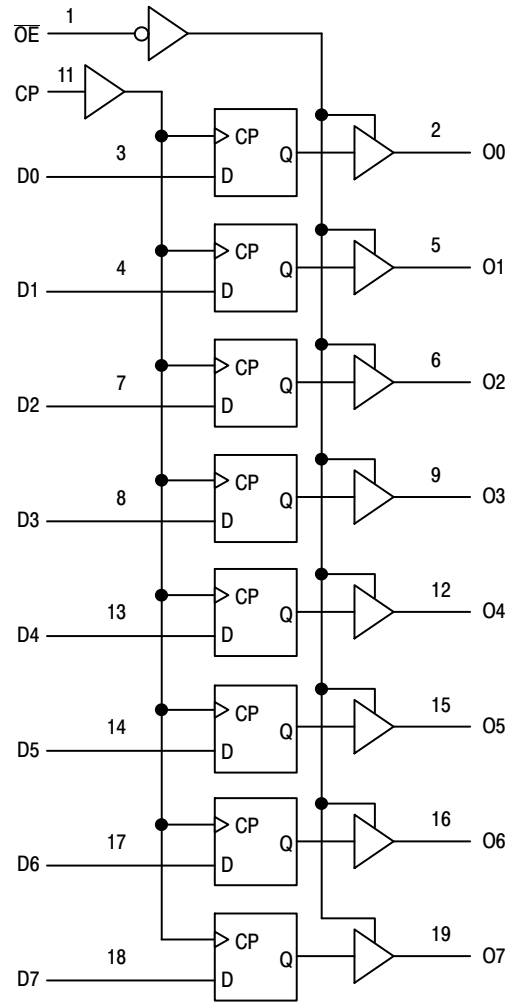 O̅E̅ 1
11
CP
CP 2
3 Q O0
D0 D
CP 5
4 Q O1
D1 D
CP 6
7 Q O2
D2 D
CP 9
8 Q O3
D3 D
CP 12
13 Q O4
D4 D
CP 15
14 Q O5
D5 D
CP 16
17 Q O6
D6 D
CP 19
18 Q O7
D7 D